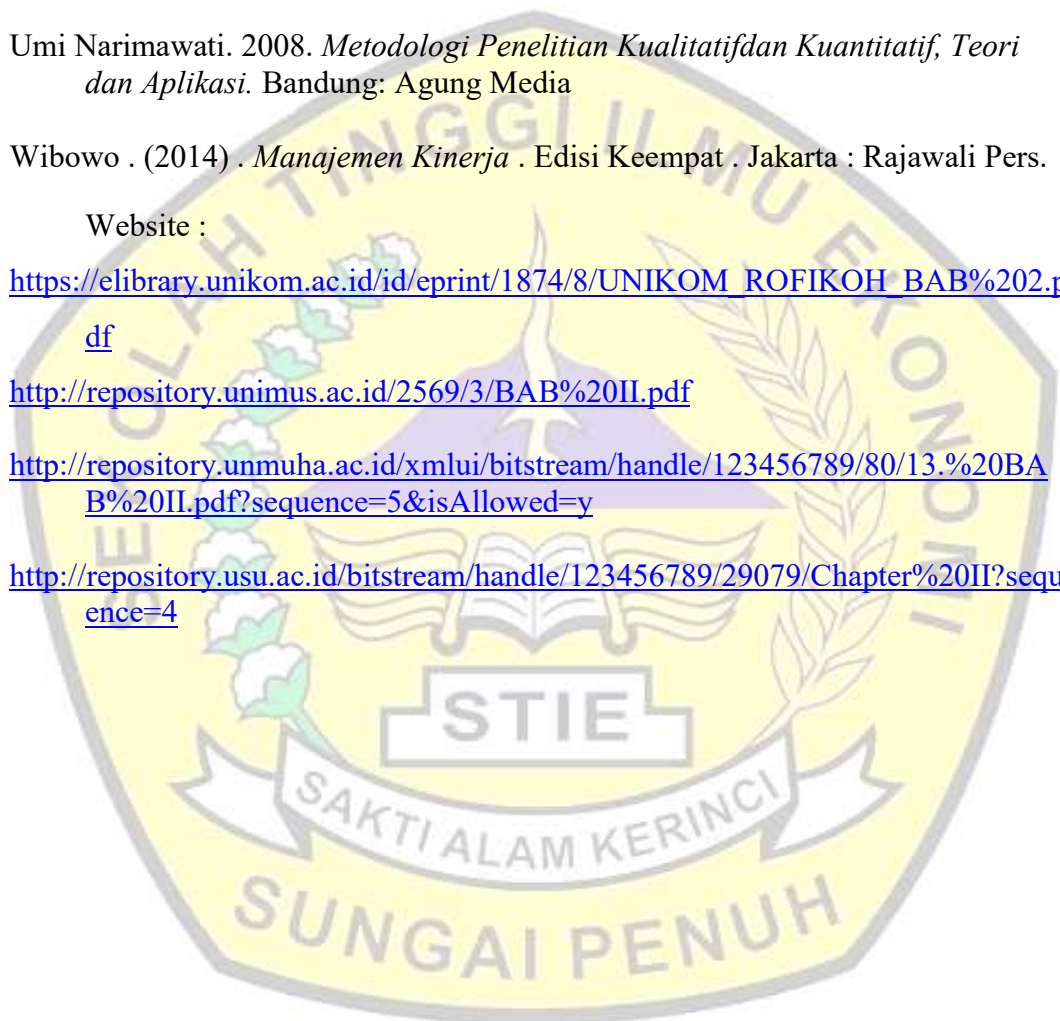 Umi Narimawati. 2008. Metodologi Penelitian Kualitatifdan Kuantitatif, Teori
dan Aplikasi. Bandung: Agung Media
Wibowo . (2014) . Manajemen Kinerja . Edisi Keempat . Jakarta : Rajawali Pers.
Website :
https://elibrary.unikom.ac.id/id/eprint/1874/8/UNIKOM_ROFIKOH_BAB%202.p
df
http://repository.unimus.ac.id/2569/3/BAB%20II.pdf
http://repository.unmuha.ac.id/xmlui/bitstream/handle/123456789/80/13.%20BA
B%20II.pdf?sequence=5&isAllowed=y
http://repository.usu.ac.id/bitstream/handle/123456789/29079/Chapter%20II?sequ
ence=4
SEKOLAH TINGGI ILMU EKONOMI
STIE
SAKTI ALAM KERINCI
SUNGAI PENUH